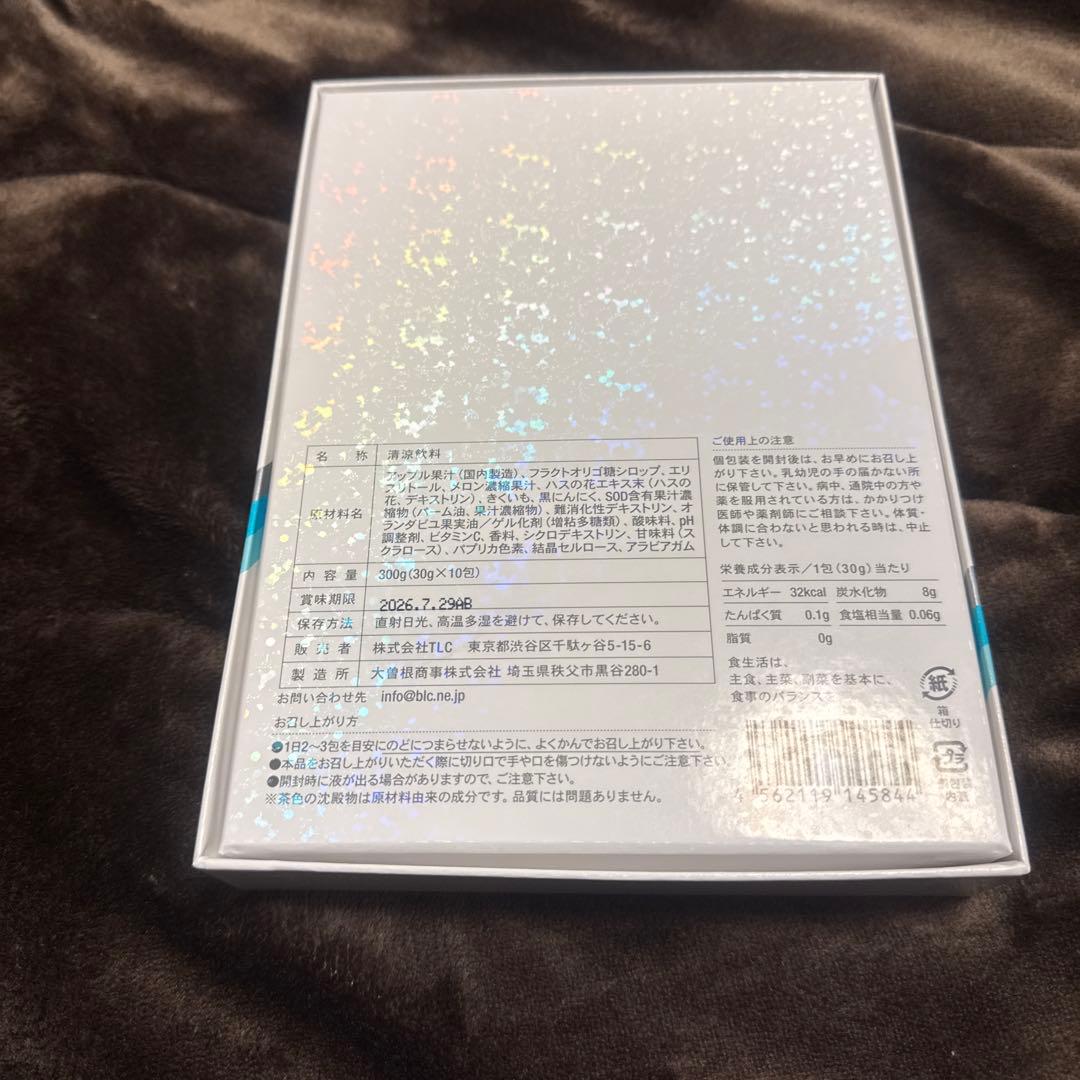 名称 清涼飲料
原材料名
アップル果汁(国内製造)、フラクトオリゴ糖シロップ、エリ
スリトール、メロン濃縮果汁、ハスの花エキス末(ハスの
花、デキストリン)、きくいも、黒にんにく、SOD含有果汁濃
縮物(パーム油、果汁濃縮物)、難消化性デキストリン、オ
ランダビユ果実油／ゲル化剤(増粘多糖類)、酸味料、pH
調整剤、ビタミンC、香料、シクロデキストリン、甘味料(ス
クラロース)、パプリカ色素、結晶セルロース、アラビアガム
内容量 300g(30g×10包)
賞味期限 2026.7.29AB
保存方法 直射日光、高温多湿を避けて、保存してください。
販売者 株式会社TLC 東京都渋谷区千駄ヶ谷5-15-6
製造所 大曽根商事株式会社 埼玉県秩父市黒谷280-1
お問い合わせ先 info@blc.ne.jp
お召し上がり方
●1日2～3包を目安にのどにつまらせないように、よくかんでお召し上がり下さい。
●本品をお召し上がりいただく際に切り口で手や口を傷つけないようにご注意下さい。
●開封時に液が出る場合がありますので、ご注意下さい。
※茶色の沈殿物は原材料由来の成分です。品質には問題ありません。
ご使用上の注意
個包装を開封後は、お早めにお召し上
がり下さい。乳幼児の手の届かない所
に保管して下さい。病中、通院中の方や
薬を服用されている方は、かかりつけ
医師や薬剤師にご相談下さい。体質・
体調に合わないと思われる時は、中止
して下さい。
栄養成分表示／1包(30g)当たり
エネルギー 32kcal 炭水化物 8g
たんぱく質 0.1g 食塩相当量 0.06g
脂質 0g
食生活は、
主食、主菜、副菜を基本に、
食事のバランスを
紙
箱
仕切り
プラ
個包装
内蓋
4 562119 145844